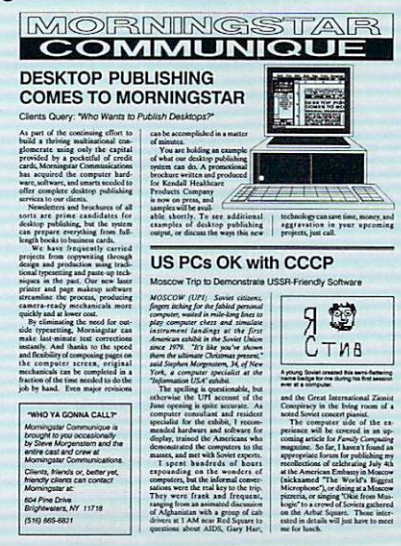 MORNINGSTAR
COMMUNIQUE
DESKTOP PUBLISHING
COMES TO MORNINGSTAR
Clients Query: "Who Wants to Publish Desktops?"
As part of the continuing effort to
build a thriving multinational con-
glomerate using only the capital
provided by a pocketful of credit
cards, Morningstar Communications
has acquired the computer hard-
ware, software, and smarts needed to
offer complete desktop publishing
services to our clients.
Newsletters and brochures of all
sorts are prime candidates for
desktop publishing, but the system
can prepare everything from full-
length books to business cards.
We have frequently carried
projects from copywriting through
design and production using tradi-
tional typesetting and paste-up tech-
niques in the past. Our new laser
printer and page makeup software
streamline the process, producing
camera-ready mechanicals more
quickly and at lower cost.
By eliminating the need for out-
side typesetting, Morningstar can
make last-minute text corrections
instantly. And thanks to the speed
and flexibility of composing pages on
the computer screen, original
mechanicals can be completed in a
fraction of the time needed to do the
job by hand. Even major revisions
"WHO YA GONNA CALL?"
Morningstar Communique is
brought to you occasionally
by Steve Morgenstern and the
entire cast and crew at
Morningstar Communications.
Clients, friends or, better yet,
friendly clients can contact
Morningstar at:
604 Pine Drive
Brightwaters, NY 11718
(516) 665-6831
can be accomplished in a matter
of minutes.
You are holding an example
of what our desktop publishing
system can do. A promotional
brochure written and produced
for Kendall Healthcare
Products Company
is now on press, and
samples will be avail-
able shortly. To see additional
examples of desktop publishing
output, or discuss the ways this new
technology can save time, money, and
aggravation in your upcoming
projects, just call.
US PCs OK with CCCP
Moscow Trip to Demonstrate USSR-Friendly Software
MOSCOW (UPI) Soviet citizens,
fingers itching for the fabled personal
computer, waited in mile-long lines to
play computer chess and simulate
instrument landings at the first
American exhibit in the Soviet Union
since 1979. "It's like you've shown
them the ultimate Christmas present,"
said Stephen Morgenstern, 34, of New
York, a computer specialist at the
"Information USA" exhibit.
The spelling is questionable, but
otherwise the UPI account of the
June opening is quite accurate. As
computer consultant and resident
specialist for the exhibit, I recom-
mended hardware and software for
display, trained the Americans who
demonstrated the computers to the
masses, and met with Soviet experts.
I spent hundreds of hours
expounding on the wonders of
computers, but the informal conver-
sations were the real key to the trip.
They were frank and frequent,
ranging from an animated discussion
of Afghanistan with a group of cab
drivers at 1 AM near Red Square to
questions about AIDS, Gary Hart,
Я
Стив
A young Soviet created this semi-flattering
name badge for me during his first session
ever at a computer.
and the Great International Zionist
Conspiracy in the living room of a
noted Soviet concert pianist.
The computer side of the ex-
perience will be covered in an up-
coming article for Family Computing
magazine. So far, I haven't found an
appropriate forum for publishing my
recollections of celebrating July 4th
at the American Embassy in Moscow
(nicknamed "The World's Biggest
Microphone"), or dining at a Moscow
pizzeria, or singing "Okie from Mus-
kogie" to a crowd of Soviets gathered
on the Arbat Square. Those inter-
ested in details will just have to meet
me for lunch.